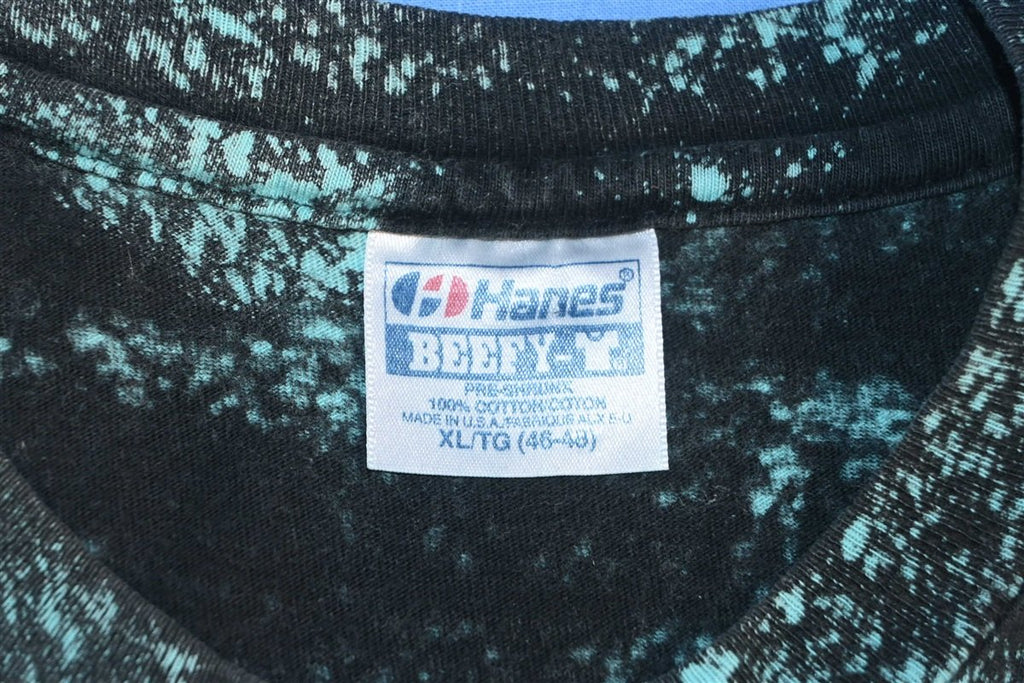 Hanes®
BEEFY-T®
PRE-SHRUNK
100% COTTON/COTON
MADE IN U.S.A./FABRIQUE AUX E-U
XL/TG (46-48)